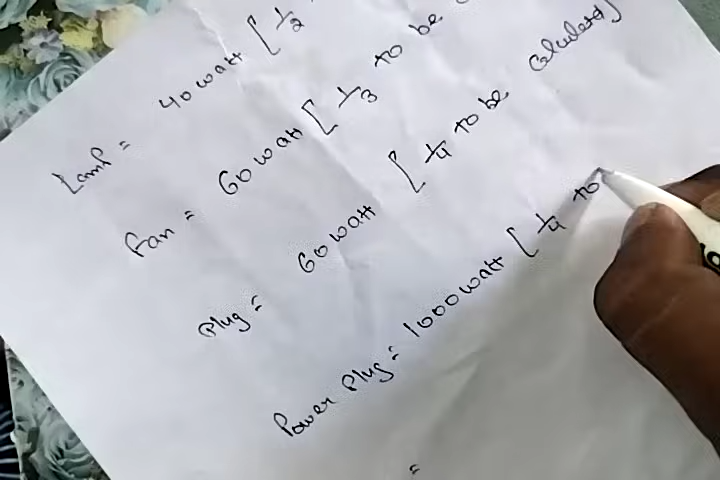 Lamp = 40 watt [ 1/2
Fan = 60 watt [ 1/3 to be
Plug = 60 watt [ 1/4 to be
Power Plug = 1000 watt [ 1/4 to
=